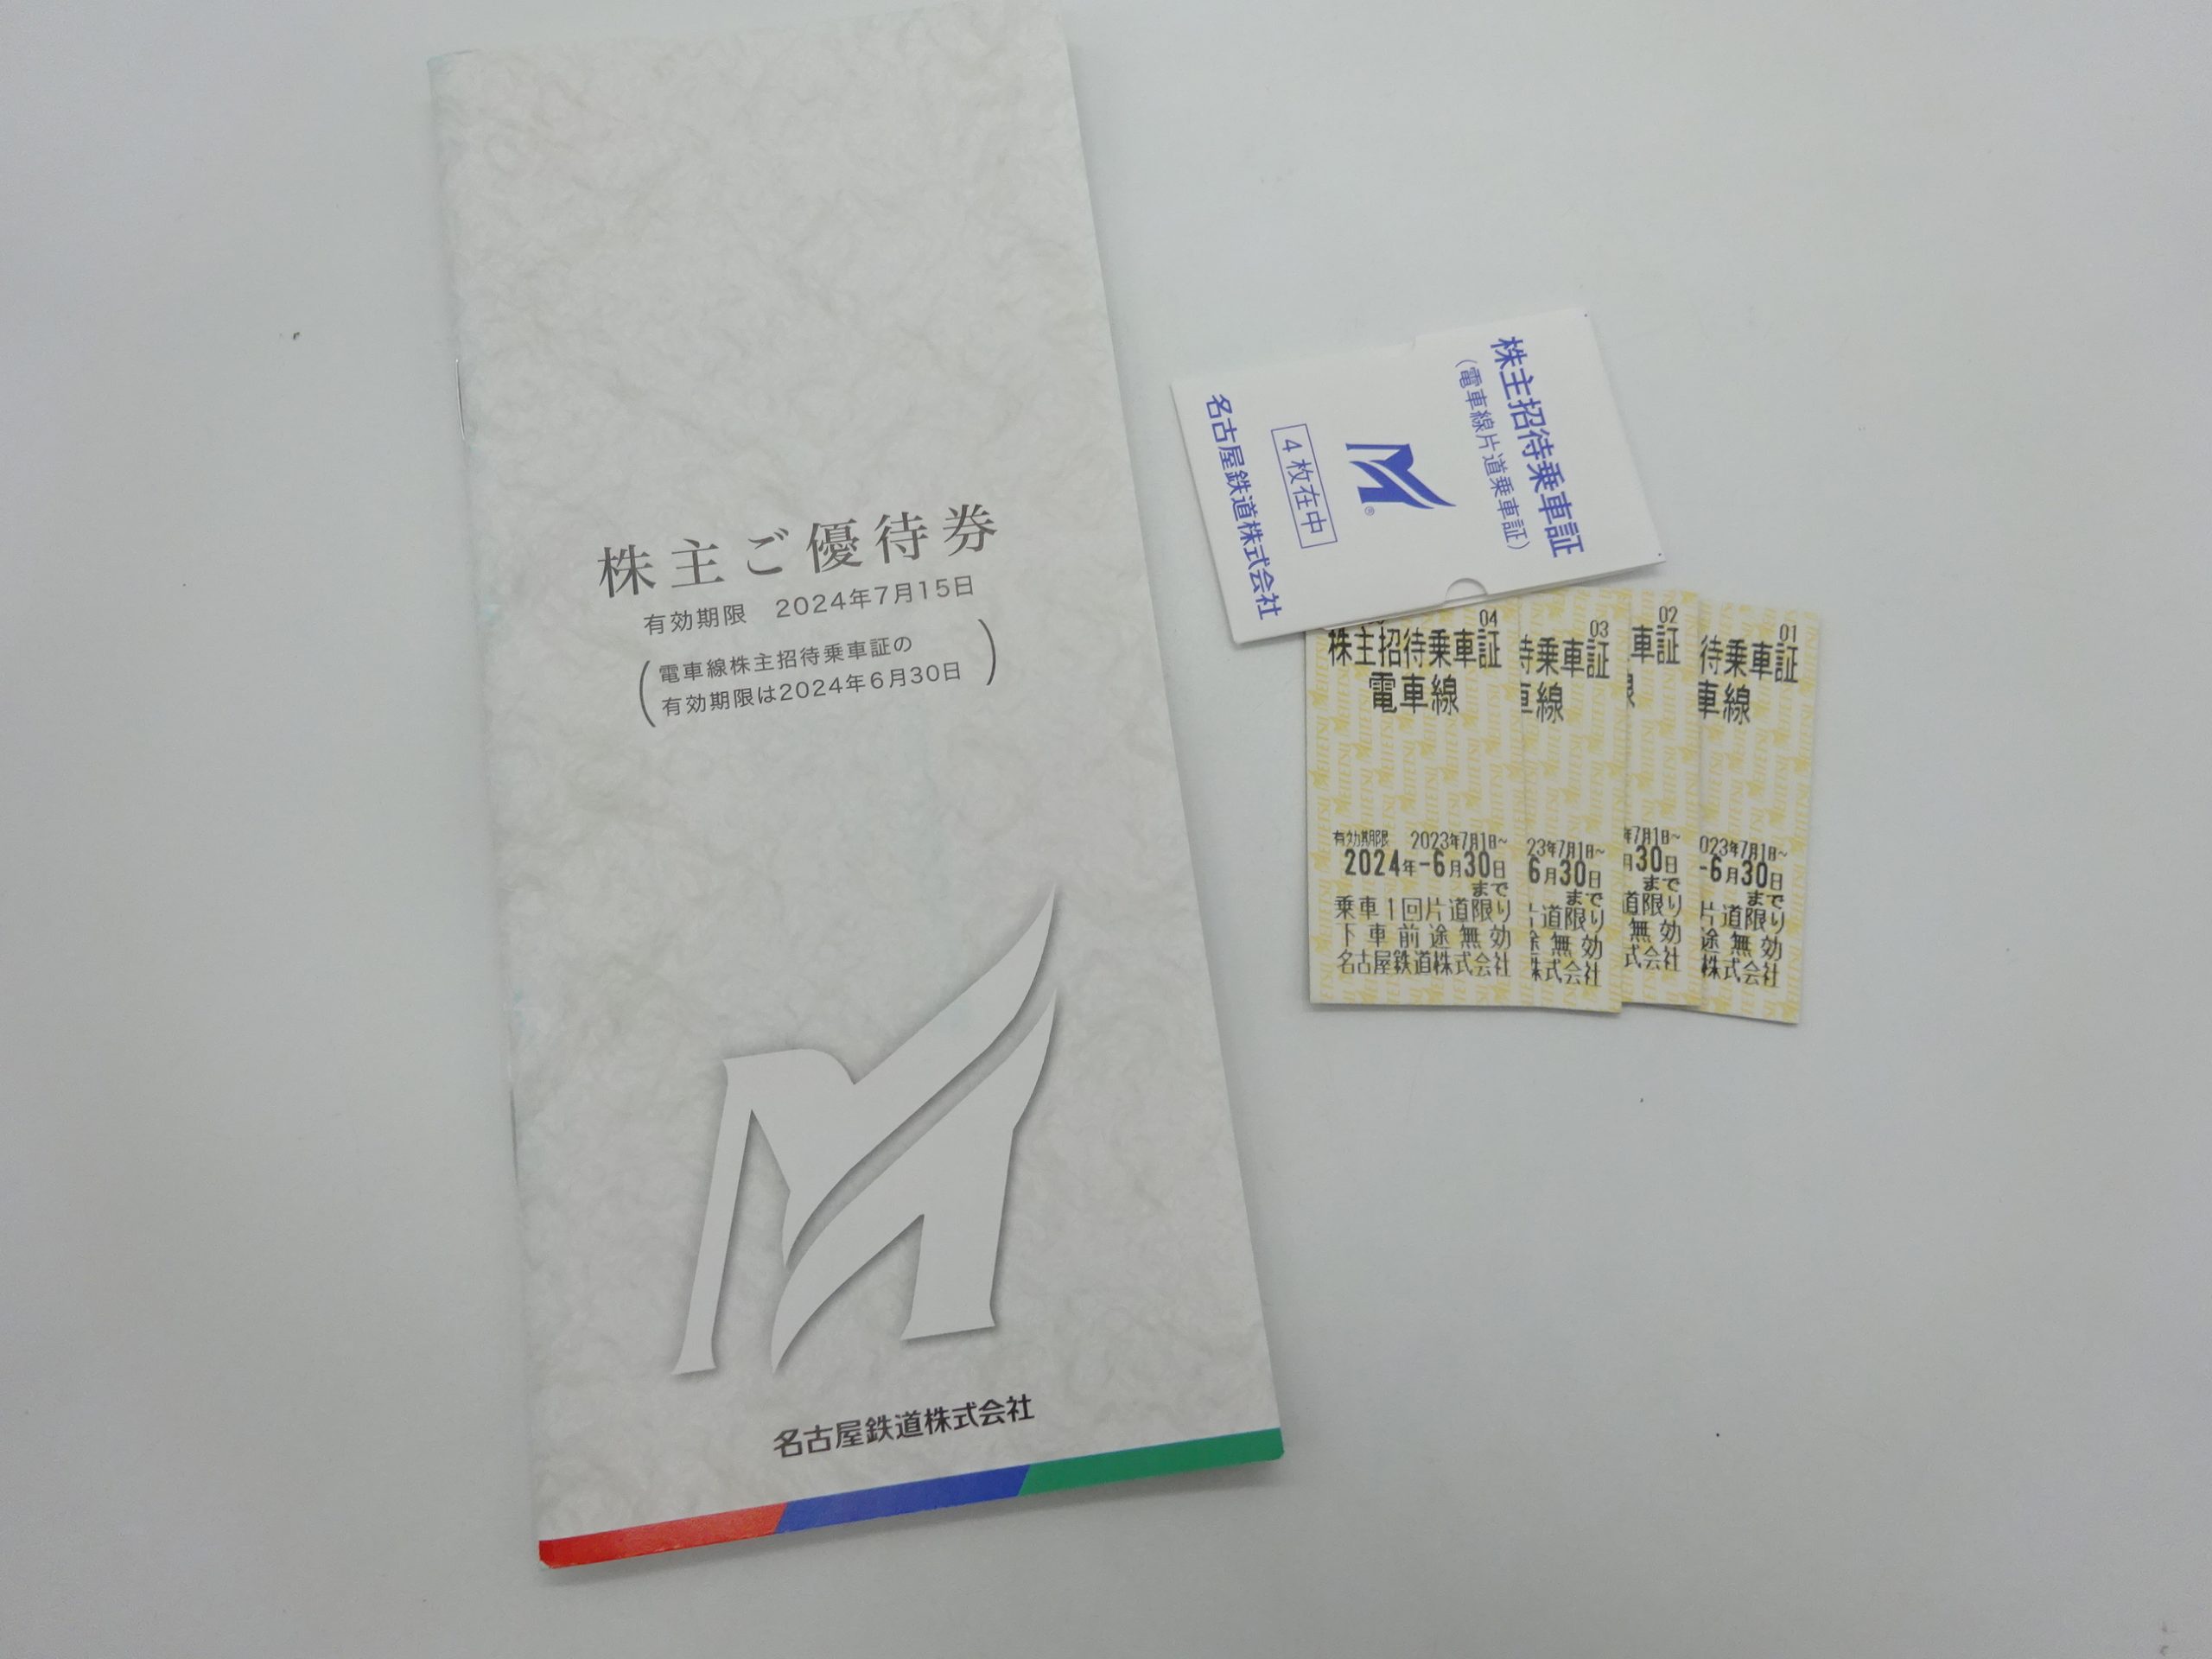 株主ご優待券
有効期限 2024年7月15日
(電車線株主招待乗車証の
有効期限は2024年6月30日)
名古屋鉄道株式会社
株主招待乗車証
(電車線片道乗車証)
®
4枚在中
名古屋鉄道株式会社
04
株主招待乗車証
電車線
有効期限 2023年7月1日~
2024年-6月30日
まで
乗車1回片道限り
下車前途無効
名古屋鉄道株式会社
03
待乗車証
車線
23年7月1日~
6月30日
まで
道限り
無効
株式会社
02
車証
年7月1日~
月30日
まで
道限り
無効
式会社
01
待乗車証
車線
023年7月1日~
-6月30日
まで
片道限り
途無効
株式会社